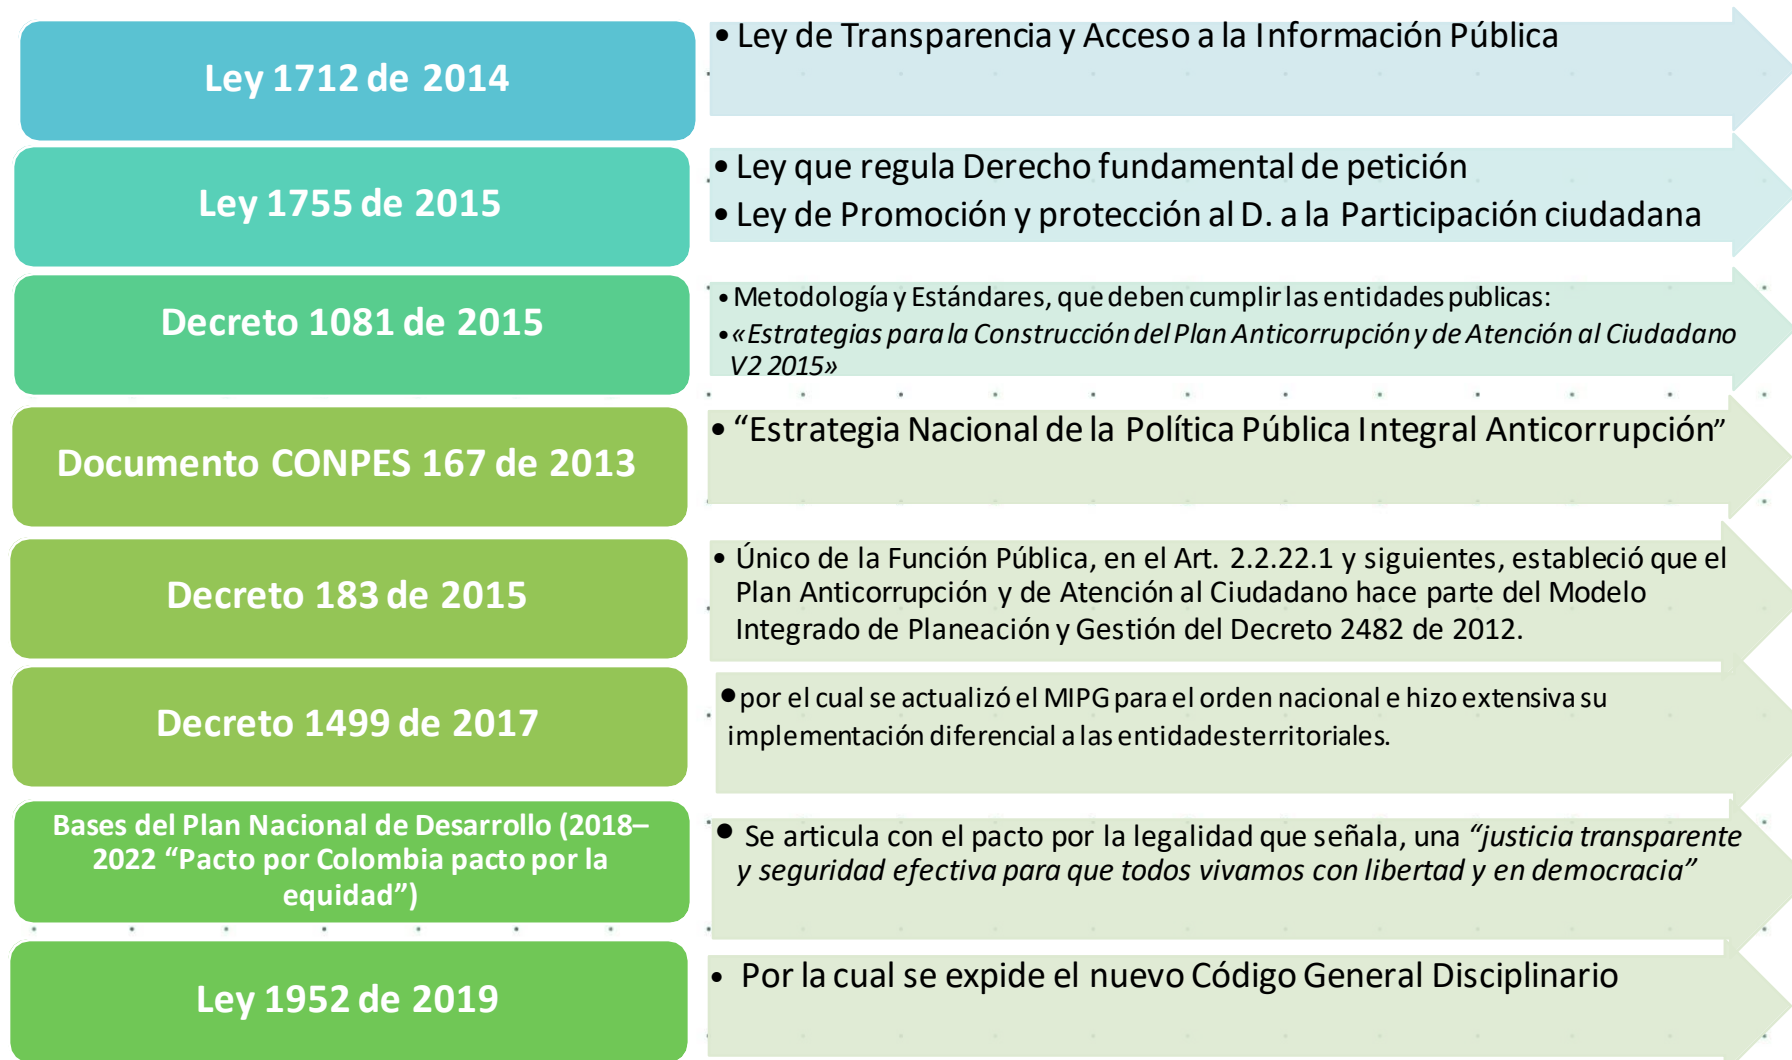 Ley 1712 de 2014
• Ley de Transparencia y Acceso a la Información Pública
Ley 1755 de 2015
• Ley que regula Derecho fundamental de petición
• Ley de Promoción y protección al D. a la Participación ciudadana
Decreto 1081 de 2015
• Metodología y Estándares, que deben cumplir las entidades publicas:
• «Estrategias para la Construcción del Plan Anticorrupción y de Atención al Ciudadano
V2 2015»
Documento CONPES 167 de 2013
• “Estrategia Nacional de la Política Pública Integral Anticorrupción”
Decreto 183 de 2015
• Único de la Función Pública, en el Art. 2.2.22.1 y siguientes, estableció que el
Plan Anticorrupción y de Atención al Ciudadano hace parte del Modelo
Integrado de Planeación y Gestión del Decreto 2482 de 2012.
Decreto 1499 de 2017
• por el cual se actualizó el MIPG para el orden nacional e hizo extensiva su
implementación diferencial a las entidades territoriales.
Bases del Plan Nacional de Desarrollo (2018–
2022 “Pacto por Colombia pacto por la
equidad”)
• Se articula con el pacto por la legalidad que señala, una “justicia transparente
y seguridad efectiva para que todos vivamos con libertad y en democracia”
Ley 1952 de 2019
• Por la cual se expide el nuevo Código General Disciplinario